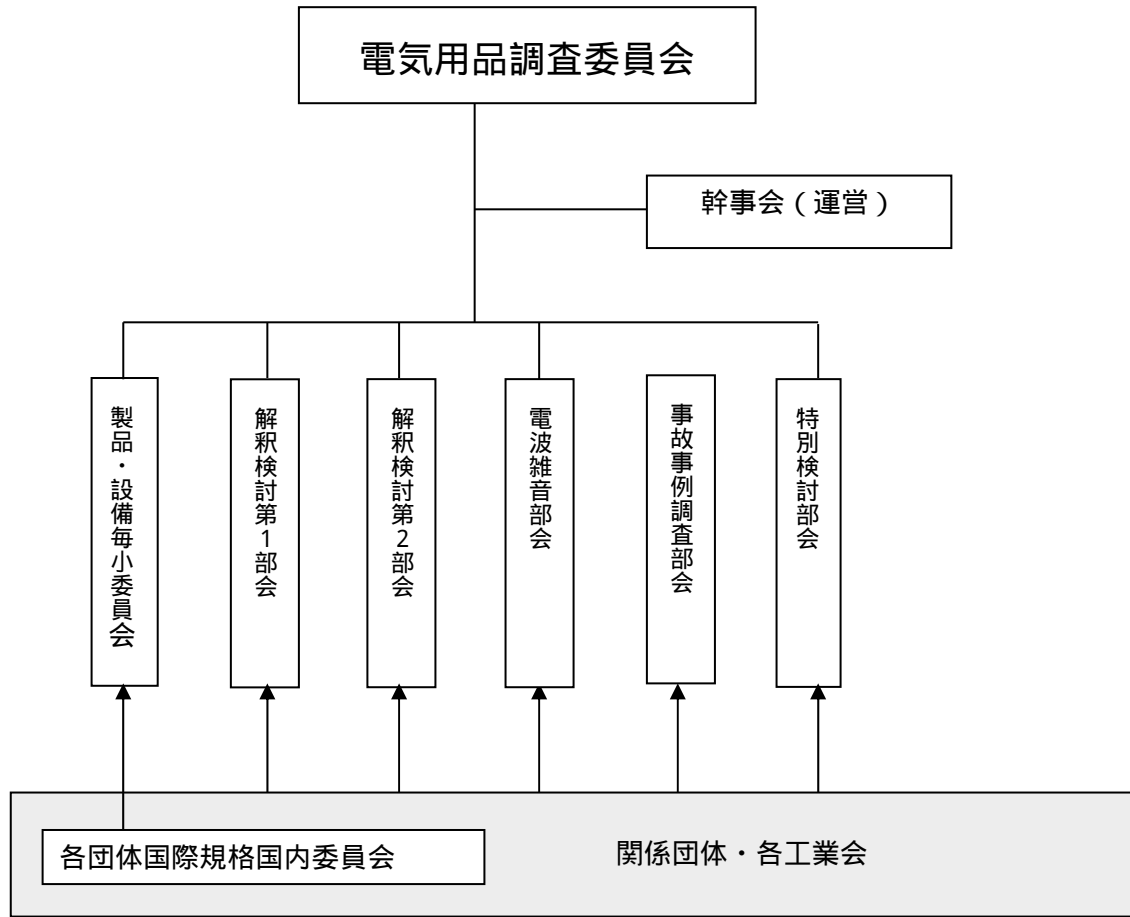 電気用品調査委員会
幹事会（運営）
製品・設備毎小委員会
解釈検討第1部会
解釈検討第2部会
電波雑音部会
事故事例調査部会
特別検討部会
各団体国際規格国内委員会
関係団体・各工業会